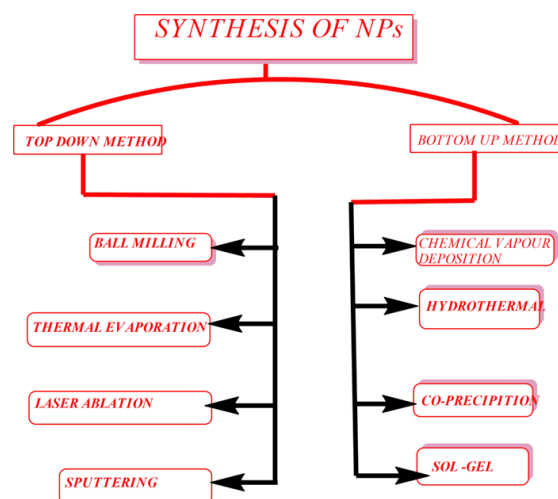 SYNTHESIS OF NPs
TOP DOWN METHOD
BOTTOM UP METHOD
BALL MILLING
THERMAL EVAPORATION
LASER ABLATION
SPUTTERING
CHEMICAL VAPOUR
DEPOSITION
HYDROTHERMAL
CO-PRECIPITION
SOL -GEL